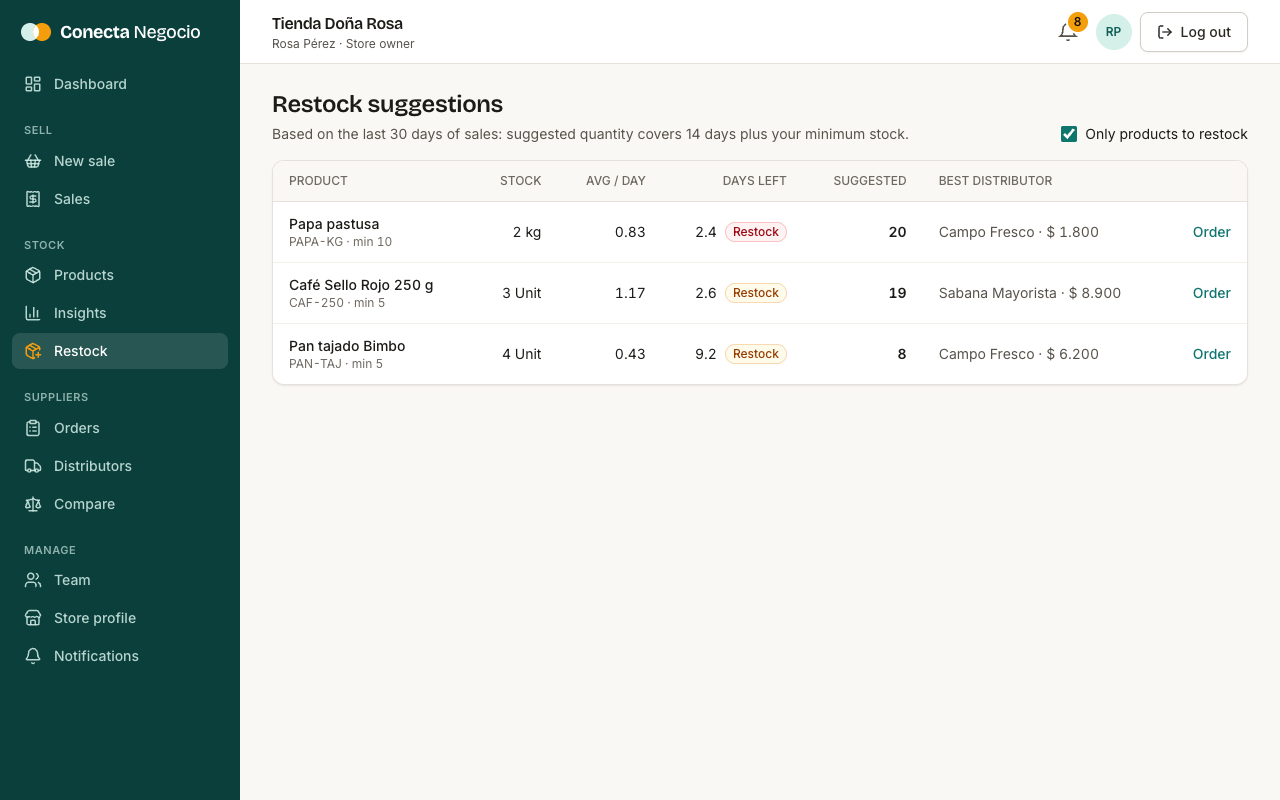 Conecta Negocio
Dashboard
SELL
New sale
Sales
STOCK
Products
Insights
Restock
SUPPLIERS
Orders
Distributors
Compare
MANAGE
Team
Store profile
Notifications
Tienda Doña Rosa
Rosa Pérez · Store owner
8
RP
Log out
Restock suggestions
Based on the last 30 days of sales: suggested quantity covers 14 days plus your minimum stock.
Only products to restock
PRODUCT STOCK AVG / DAY DAYS LEFT SUGGESTED BEST DISTRIBUTOR
Papa pastusa
PAPA-KG · min 10
2 kg 0.83 2.4 Restock 20 Campo Fresco · $ 1.800 Order
Café Sello Rojo 250 g
CAF-250 · min 5
3 Unit 1.17 2.6 Restock 19 Sabana Mayorista · $ 8.900 Order
Pan tajado Bimbo
PAN-TAJ · min 5
4 Unit 0.43 9.2 Restock 8 Campo Fresco · $ 6.200 Order